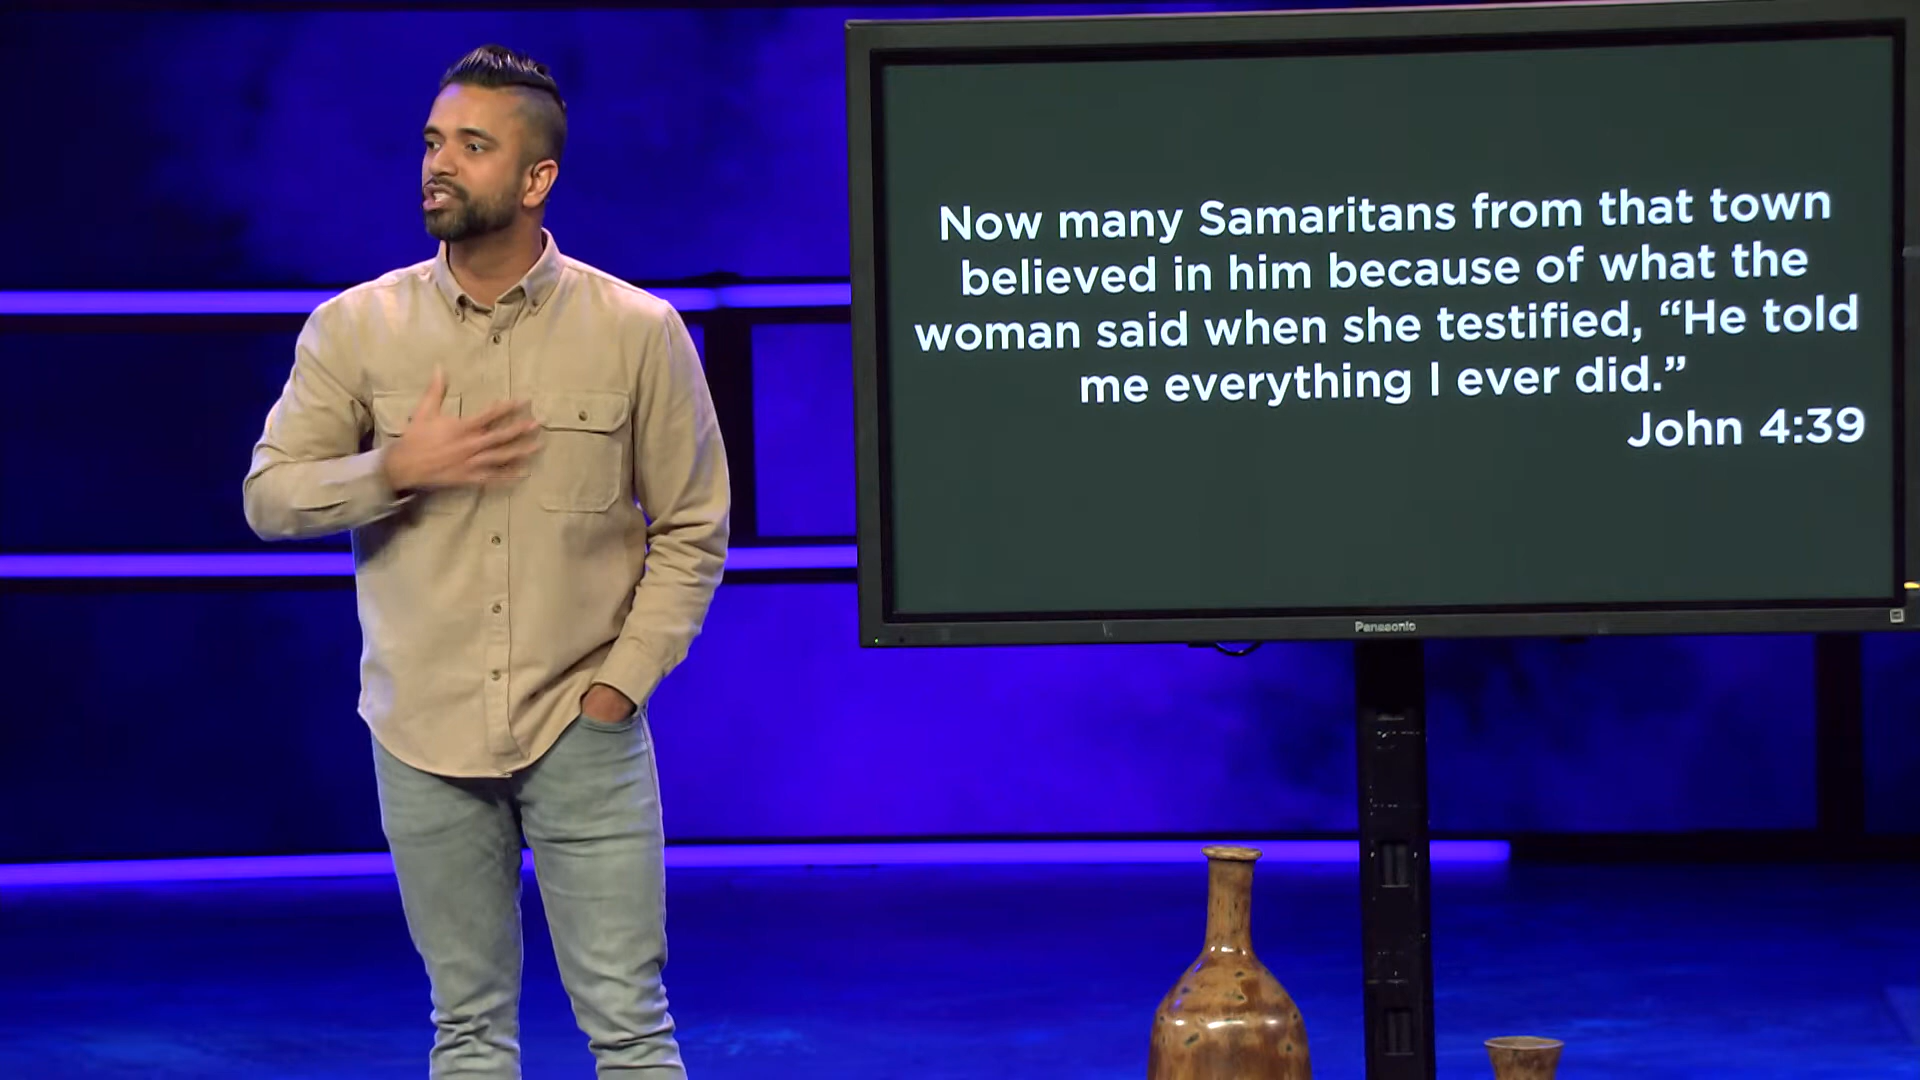 Now many Samaritans from that town
believed in him because of what the
woman said when she testified, “He told
me everything I ever did.”
John 4:39
Panasonic